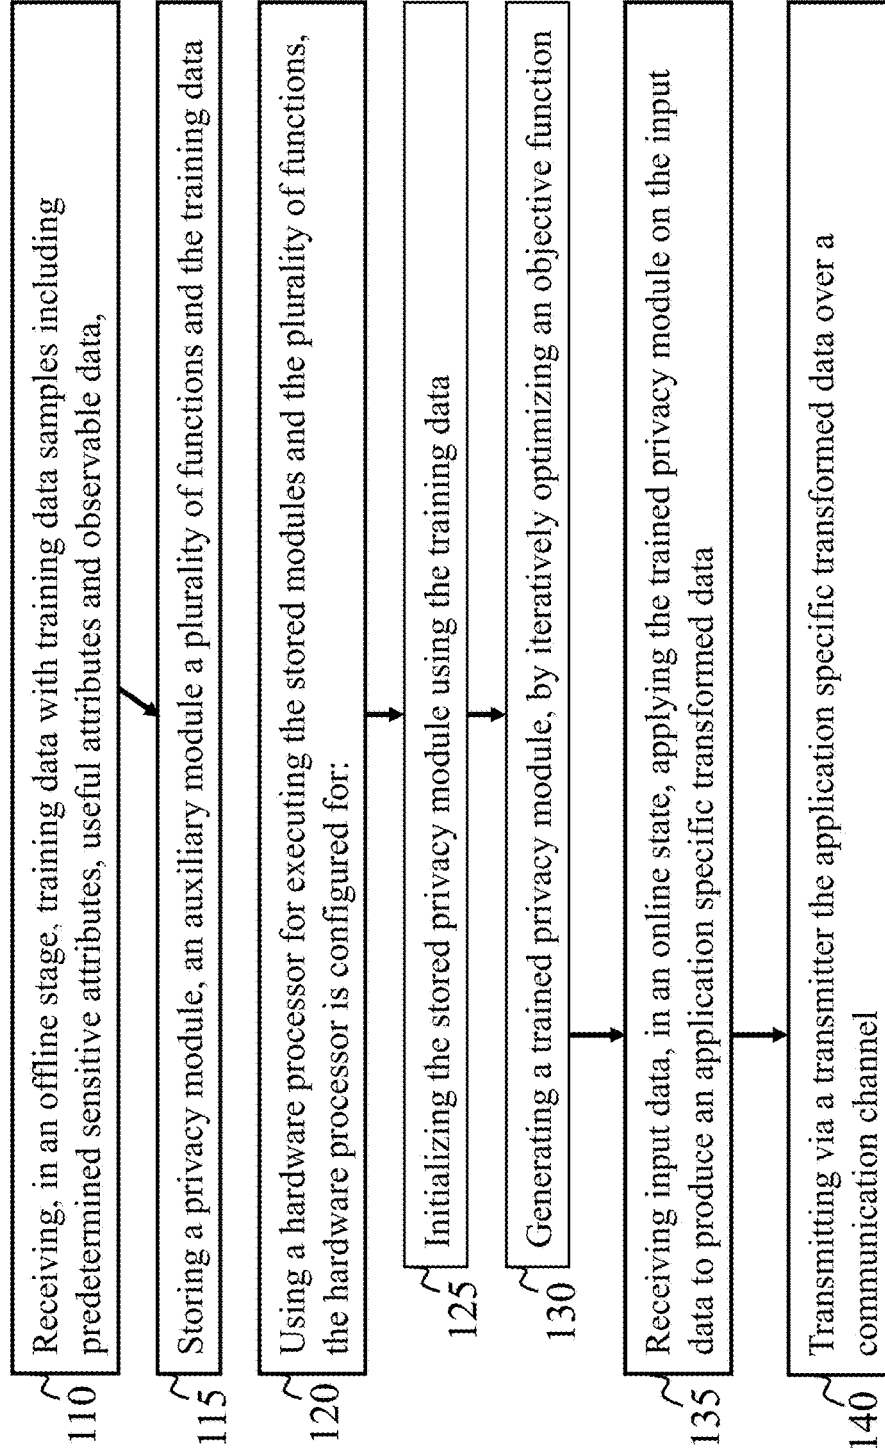 Receiving, in an offline stage, training data with training data samples including
predetermined sensitive attributes, useful attributes and observable data,
110
Storing a privacy module, an auxiliary module a plurality of functions and the training data
115
Using a hardware processor for executing the stored modules and the plurality of functions,
the hardware processor is configured for:
120
Initializing the stored privacy module using the training data
125
Generating a trained privacy module, by iteratively optimizing an objective function
130
Receiving input data, in an online state, applying the trained privacy module on the input
data to produce an application specific transformed data
135
Transmitting via a transmitter the application specific transformed data over a
communication channel
140